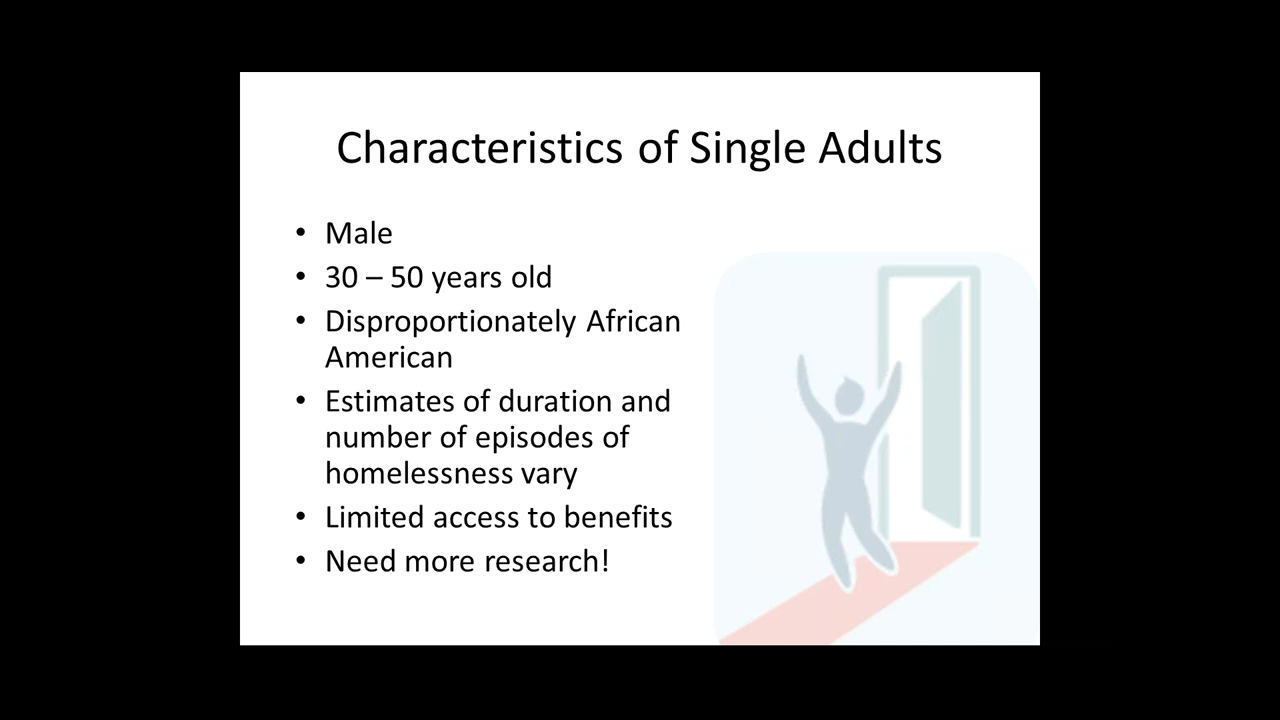 Characteristics of Single Adults
• Male
• 30 – 50 years old
• Disproportionately African
American
• Estimates of duration and
number of episodes of
homelessness vary
• Limited access to benefits
• Need more research!